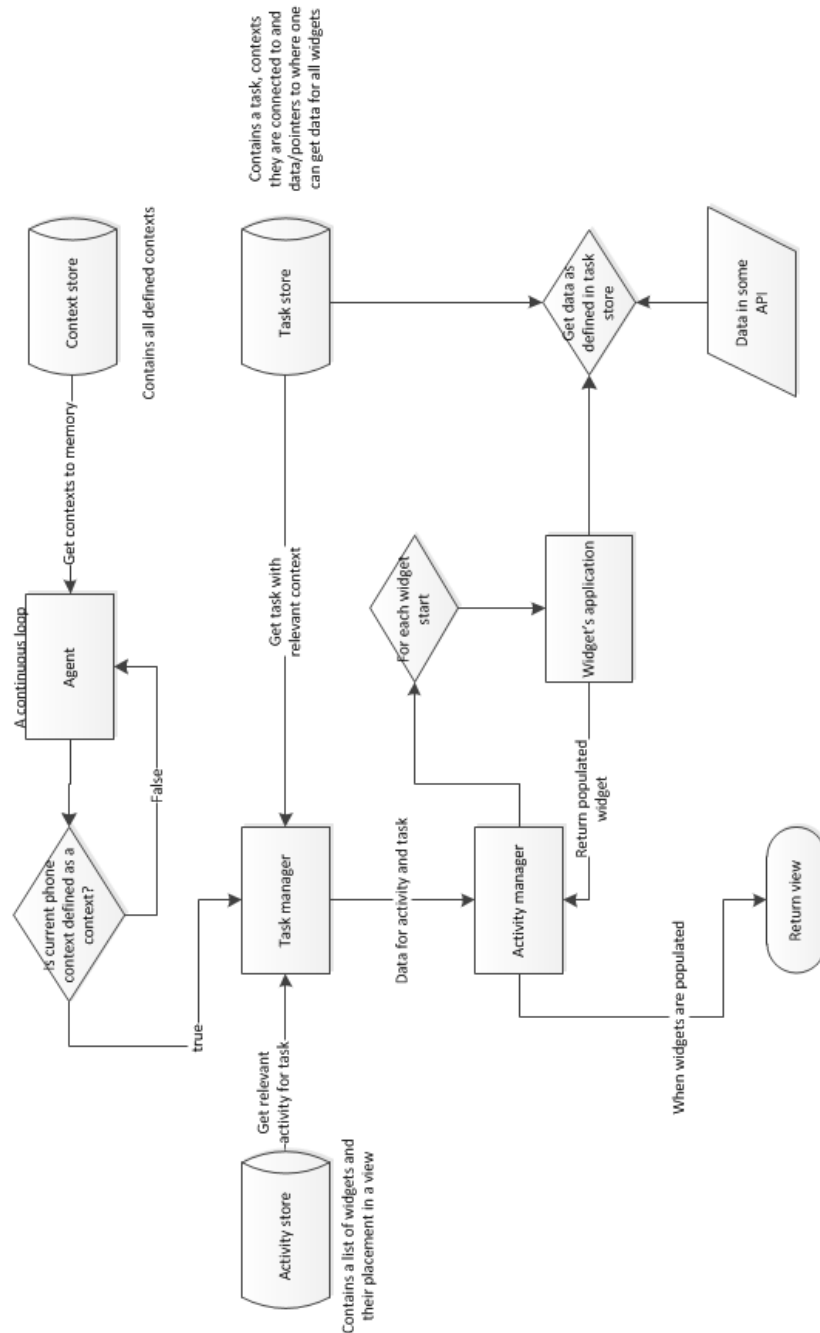 Contains all defined contexts
Context store
Get contexts to memory
A continuous loop
Agent
False
Is current phone
context defined as a
context?
true
Contains a task, contexts
they are connected to and
data/pointers to where one
can get data for all widgets
Task store
Get task with
relevant context
Task manager
Get relevant
activity for task
Activity store
Contains a list of widgets and
their placement in a view
Data for activity and task
Activity manager
For each widget
start
Widget's application
Return populated
widget
Get data as
defined in task
store
Data in some
API
When widgets are populated
Return view